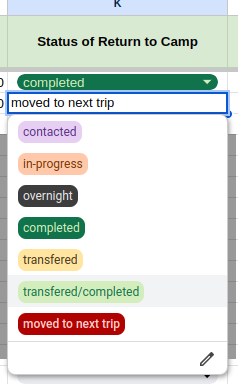 K
Status of Return to Camp
completed
moved to next trip
contacted
in-progress
overnight
completed
transfered
transfered/completed
moved to next trip